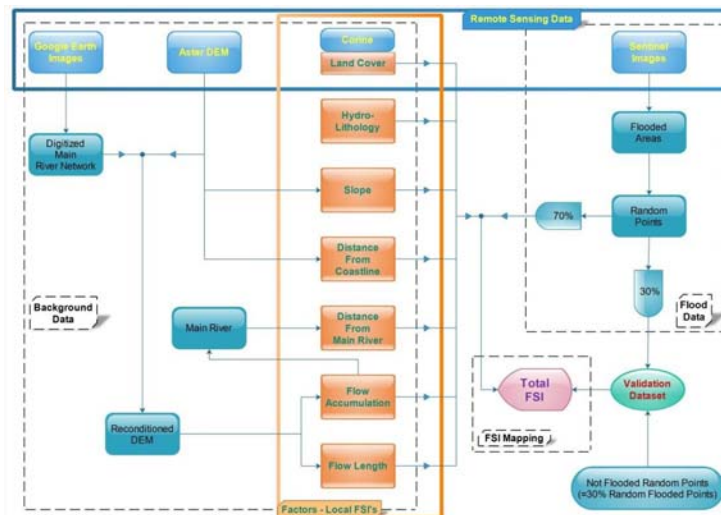 Remote Sensing Data
Google Earth
Images
Aster DEM
Corine
Land Cover
Sentinel
Images
Hydro-
Lithology
Flooded
Areas
Digitized
Main
River Network
Slope
70%
Random
Points
Distance
From
Coastline
30%
Background
Data
Flood
Data
Main River
Distance
From
Main River
Total
FSI
Validation
Dataset
Flow
Accumulation
Reconditioned
DEM
FSI Mapping
Flow Length
Not Flooded Random Points
(=30% Random Flooded Points)
Factors - Local FSI's